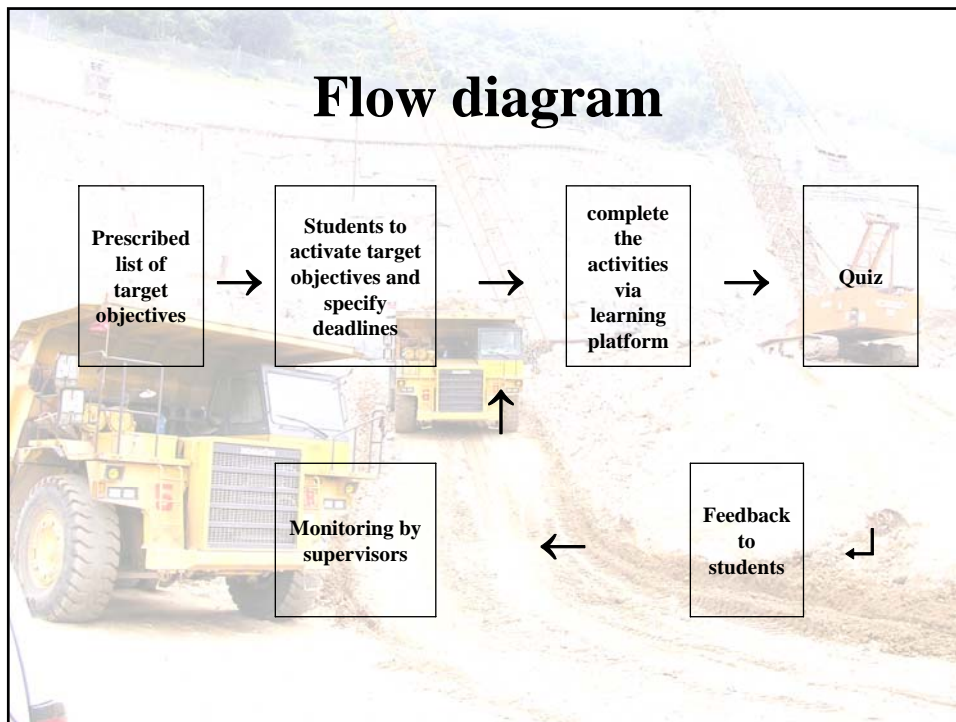 Flow diagram
Prescribed
list of
target
objectives
→
Students to
activate target
objectives and
specify
deadlines
→
complete
the
activities
via
learning
platform
→
Quiz
↵
Feedback
to
students
←
Monitoring by
supervisors
↑